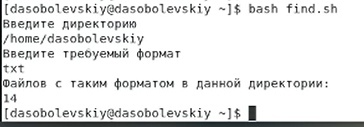 [dasobolevskiy@dasobolevskiy ~]$ bash find.sh
Введите директорию
/home/dasobolevskiy
Введите требуемый формат
txt
Файлов с таким форматом в данной директории:
14
[dasobolevskiy@dasobolevskiy ~]$